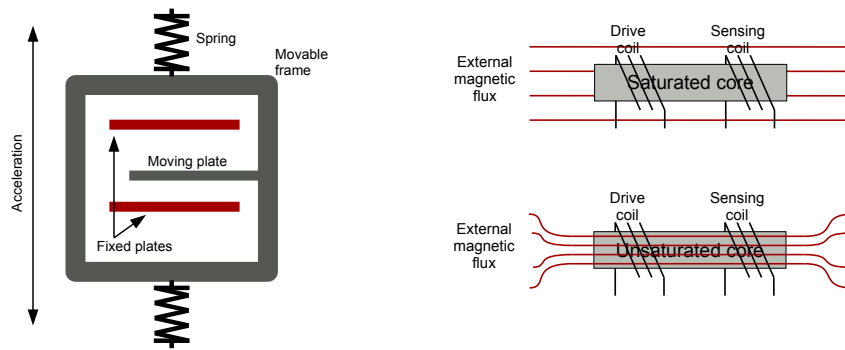 Spring
Movable
frame
Acceleration
Moving plate
Fixed plates
Drive
coil
Sensing
coil
External
magnetic
flux
Saturated core
Drive
coil
Sensing
coil
External
magnetic
flux
Unsaturated core